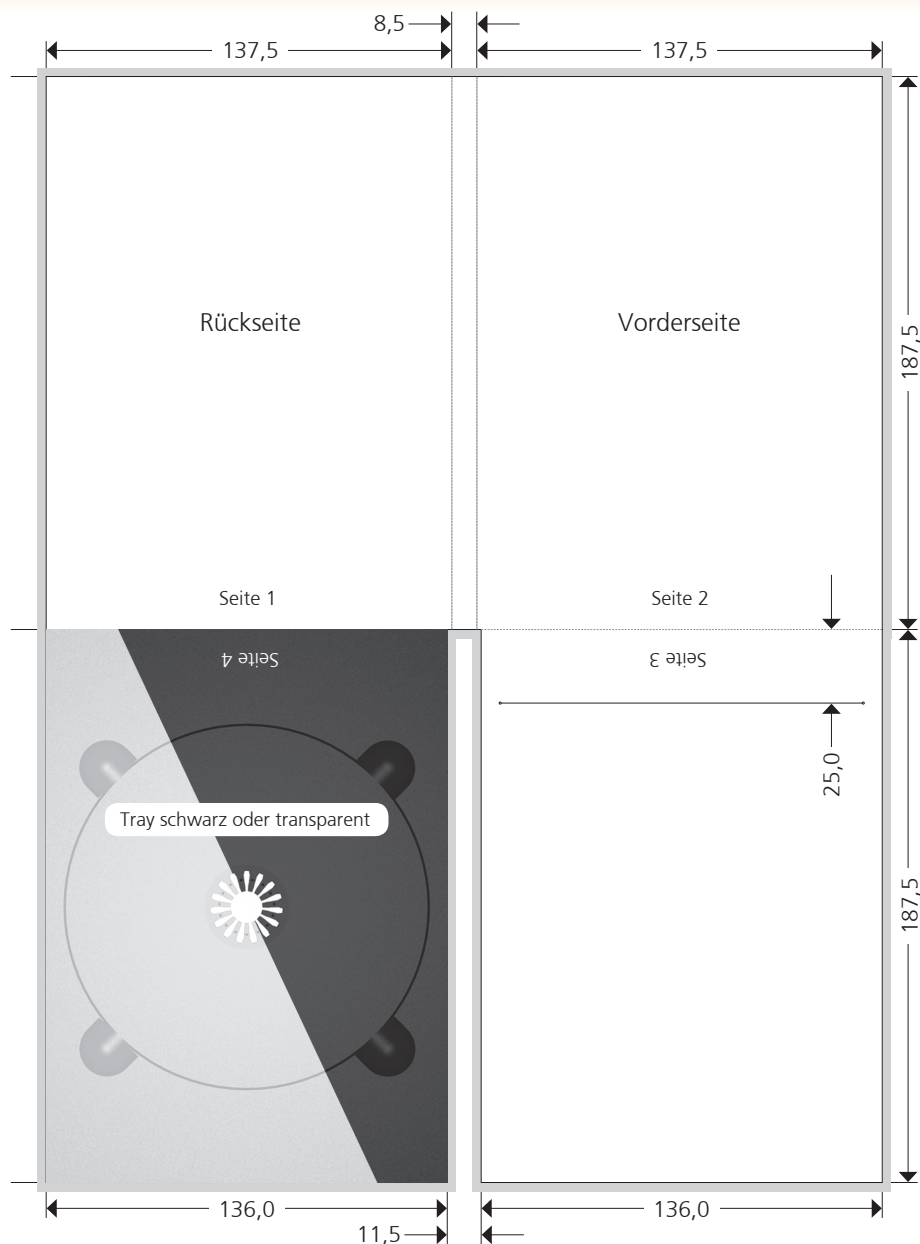 8,5
137,5
137,5
Rückseite
Vorderseite
187,5
Seite 1
Seite 2
Seite 4
Seite 3
25,0
Tray schwarz oder transparent
187,5
136,0
136,0
11,5